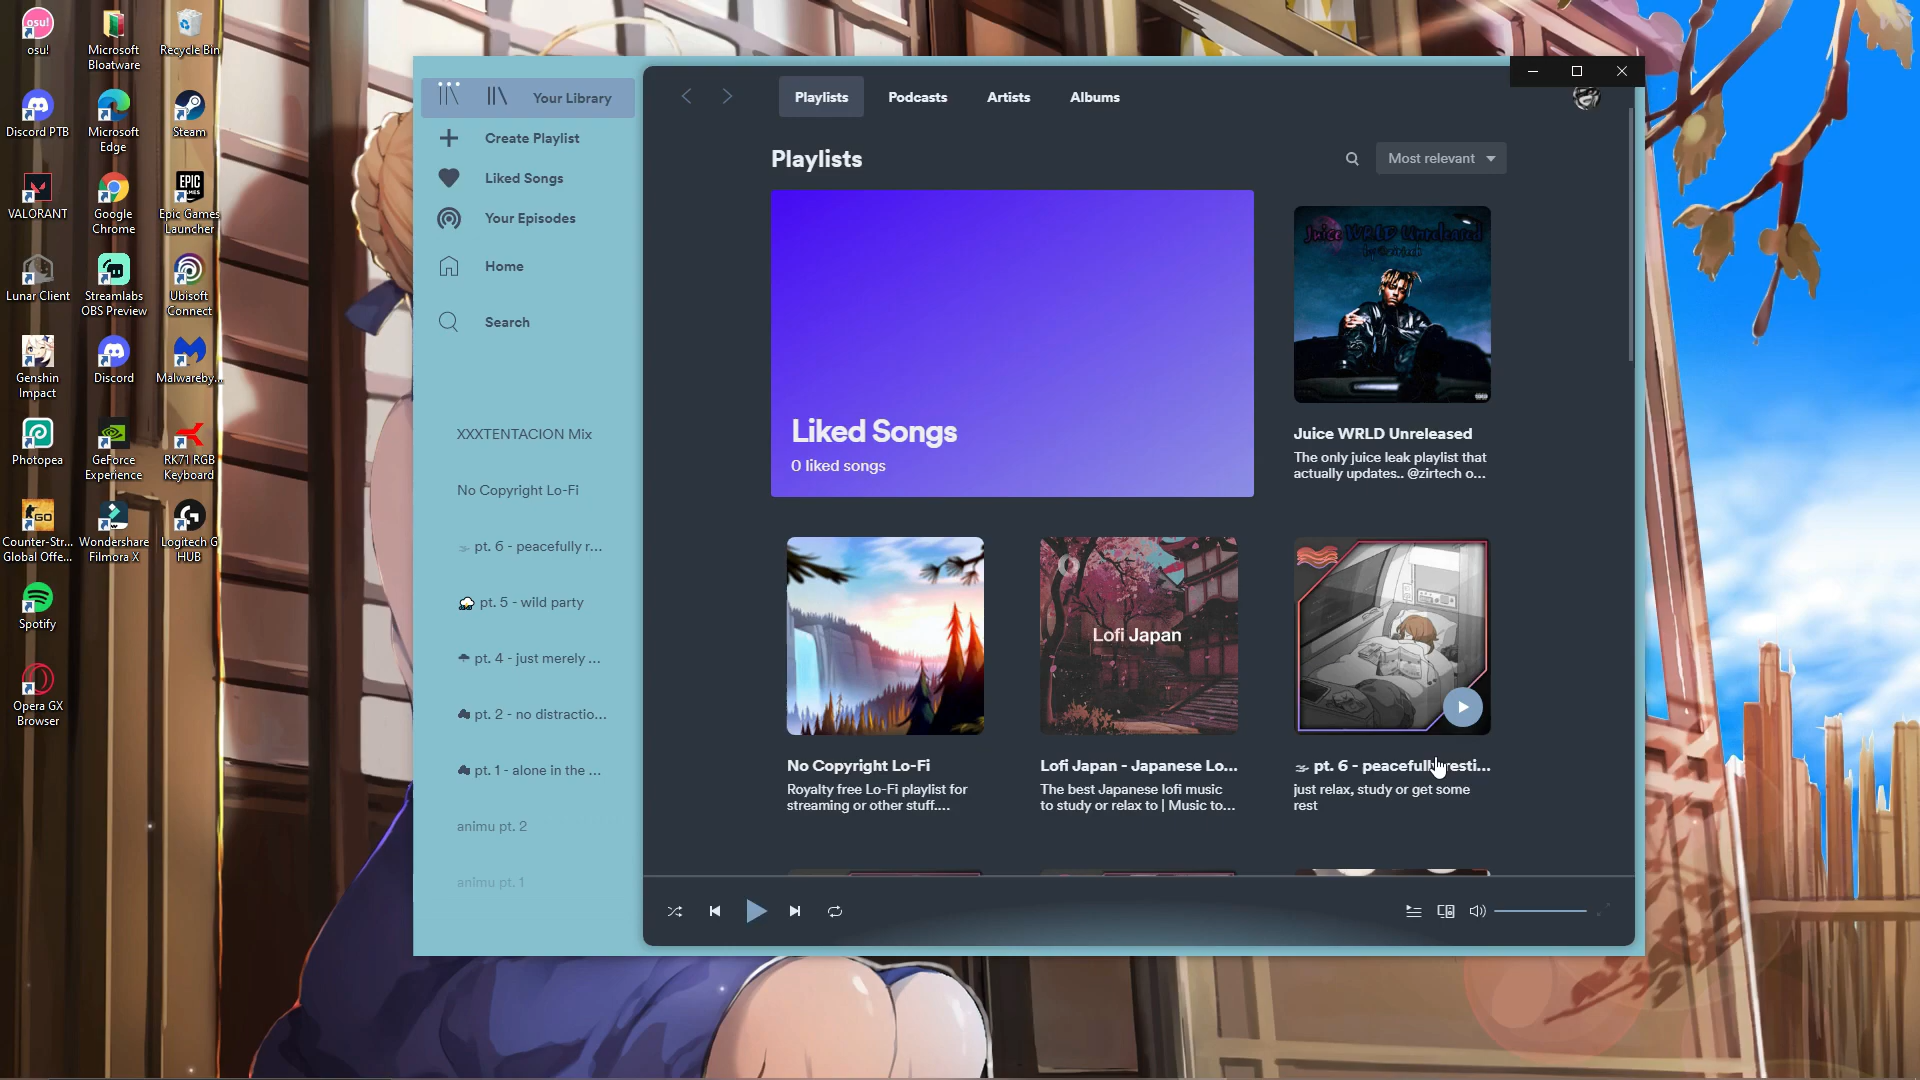 osu!
Microsoft
Bloatware
Recycle Bin
Discord PTB
Microsoft
Edge
Steam
VALORANT
Google
Chrome
Epic Games
Launcher
Lunar Client
Streamlabs
OBS Preview
Ubisoft
Connect
Genshin
Impact
Discord
Malwareby...
Photopea
GeForce
Experience
RK71 RGB
Keyboard
Counter-Str...
Global Offe...
Wondershare
Filmora X
Logitech G
HUB
Spotify
Opera GX
Browser
Your Library
Create Playlist
Liked Songs
Your Episodes
Home
Search
XXXTENTACION Mix
No Copyright Lo-Fi
pt. 6 - peacefully r...
pt. 5 - wild party
pt. 4 - just merely ...
pt. 2 - no distractio...
pt. 1 - alone in the ...
animu pt. 2
animu pt. 1
Playlists
Podcasts
Artists
Albums
Playlists
Most relevant
Liked Songs
0 liked songs
Juice WRLD Unreleased
Juice WRLD Unreleased
The only juice leak playlist that
actually updates.. @zirtech o...
No Copyright Lo-Fi
Royalty free Lo-Fi playlist for
streaming or other stuff....
Lofi Japan
Lofi Japan - Japanese Lo...
The best Japanese lofi music
to study or relax to | Music to...
pt. 6 - peacefully resti...
just relax, study or get some
rest